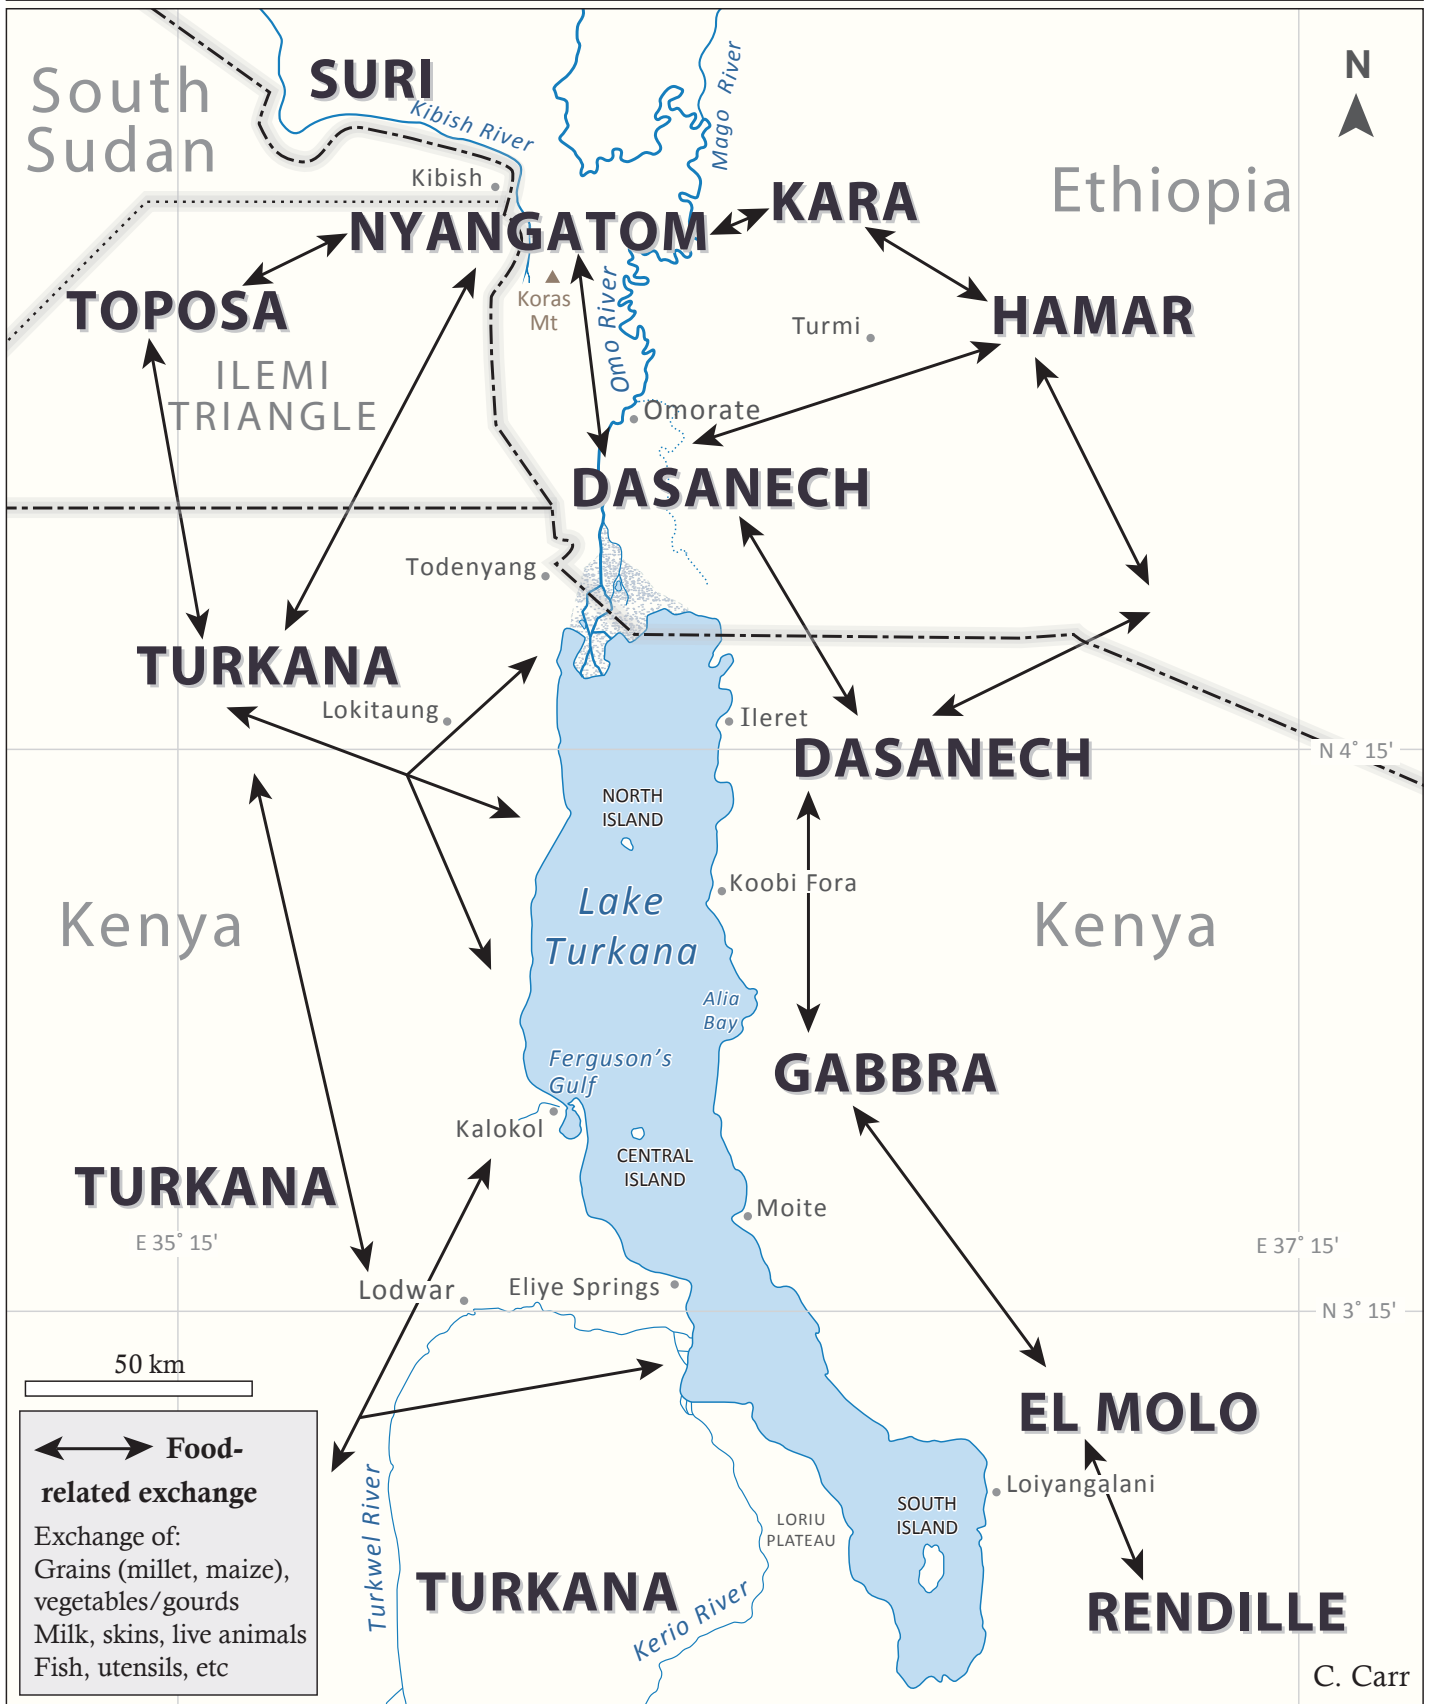 South
Sudan
SURI
Kibish River
Mago River
N
Kibish
Ethiopia
KARA
NYANGATOM
TOPOSA
Koras
Mt
Omo River
Turmi
HAMAR
ILEMI
TRIANGLE
Omorate
DASANECH
Todenyang
TURKANA
Lokitaung
Ileret
DASANECH
N 4° 15'
NORTH
ISLAND
Koobi Fora
Lake
Turkana
Kenya
Kenya
Alia
Bay
Ferguson's
Gulf
GABBRA
Kalokol
CENTRAL
ISLAND
TURKANA
Moite
E 35° 15'
E 37° 15'
Lodwar
Eliye Springs
N 3° 15'
50 km
EL MOLO
Food-
related exchange
Exchange of:
Grains (millet, maize),
vegetables/gourds
Milk, skins, live animals
Fish, utensils, etc
Turkwel River
TURKANA
Kerio River
LORIU
PLATEAU
SOUTH
ISLAND
Loiyangalani
RENDILLE
C. Carr